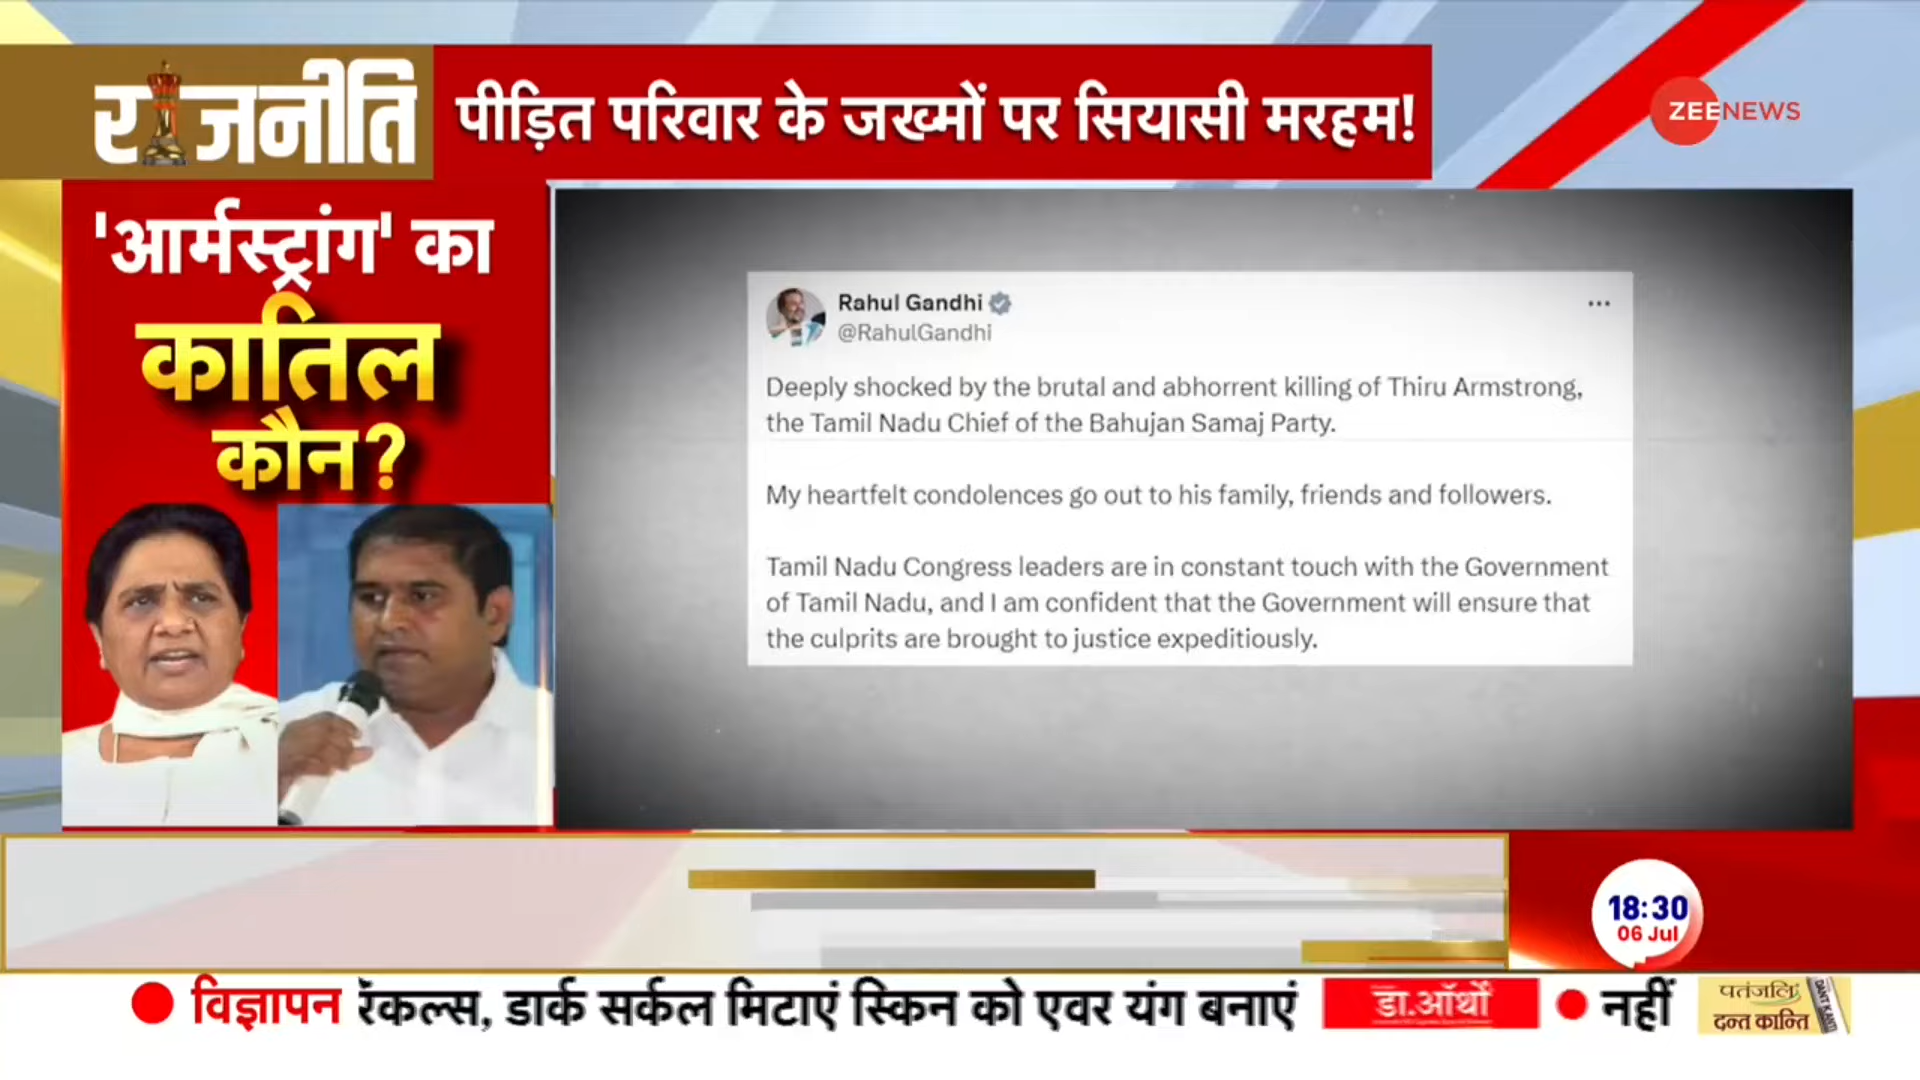 राजनीति
पीड़ित परिवार के जख्मों पर सियासी मरहम!
ZEENEWS
'आर्मस्ट्रांग' का
कातिल
कौन?
Rahul Gandhi
@RahulGandhi
Deeply shocked by the brutal and abhorrent killing of Thiru Armstrong,
the Tamil Nadu Chief of the Bahujan Samaj Party.
My heartfelt condolences go out to his family, friends and followers.
Tamil Nadu Congress leaders are in constant touch with the Government
of Tamil Nadu, and I am confident that the Government will ensure that
the culprits are brought to justice expeditiously.
18:30
06 Jul
विज्ञापन
रिंकल्स, डार्क सर्कल मिटाएं स्किन को एवर यंग बनाएं
डा.ऑर्थो
नहीं
पतंजलि
दन्त कान्ति